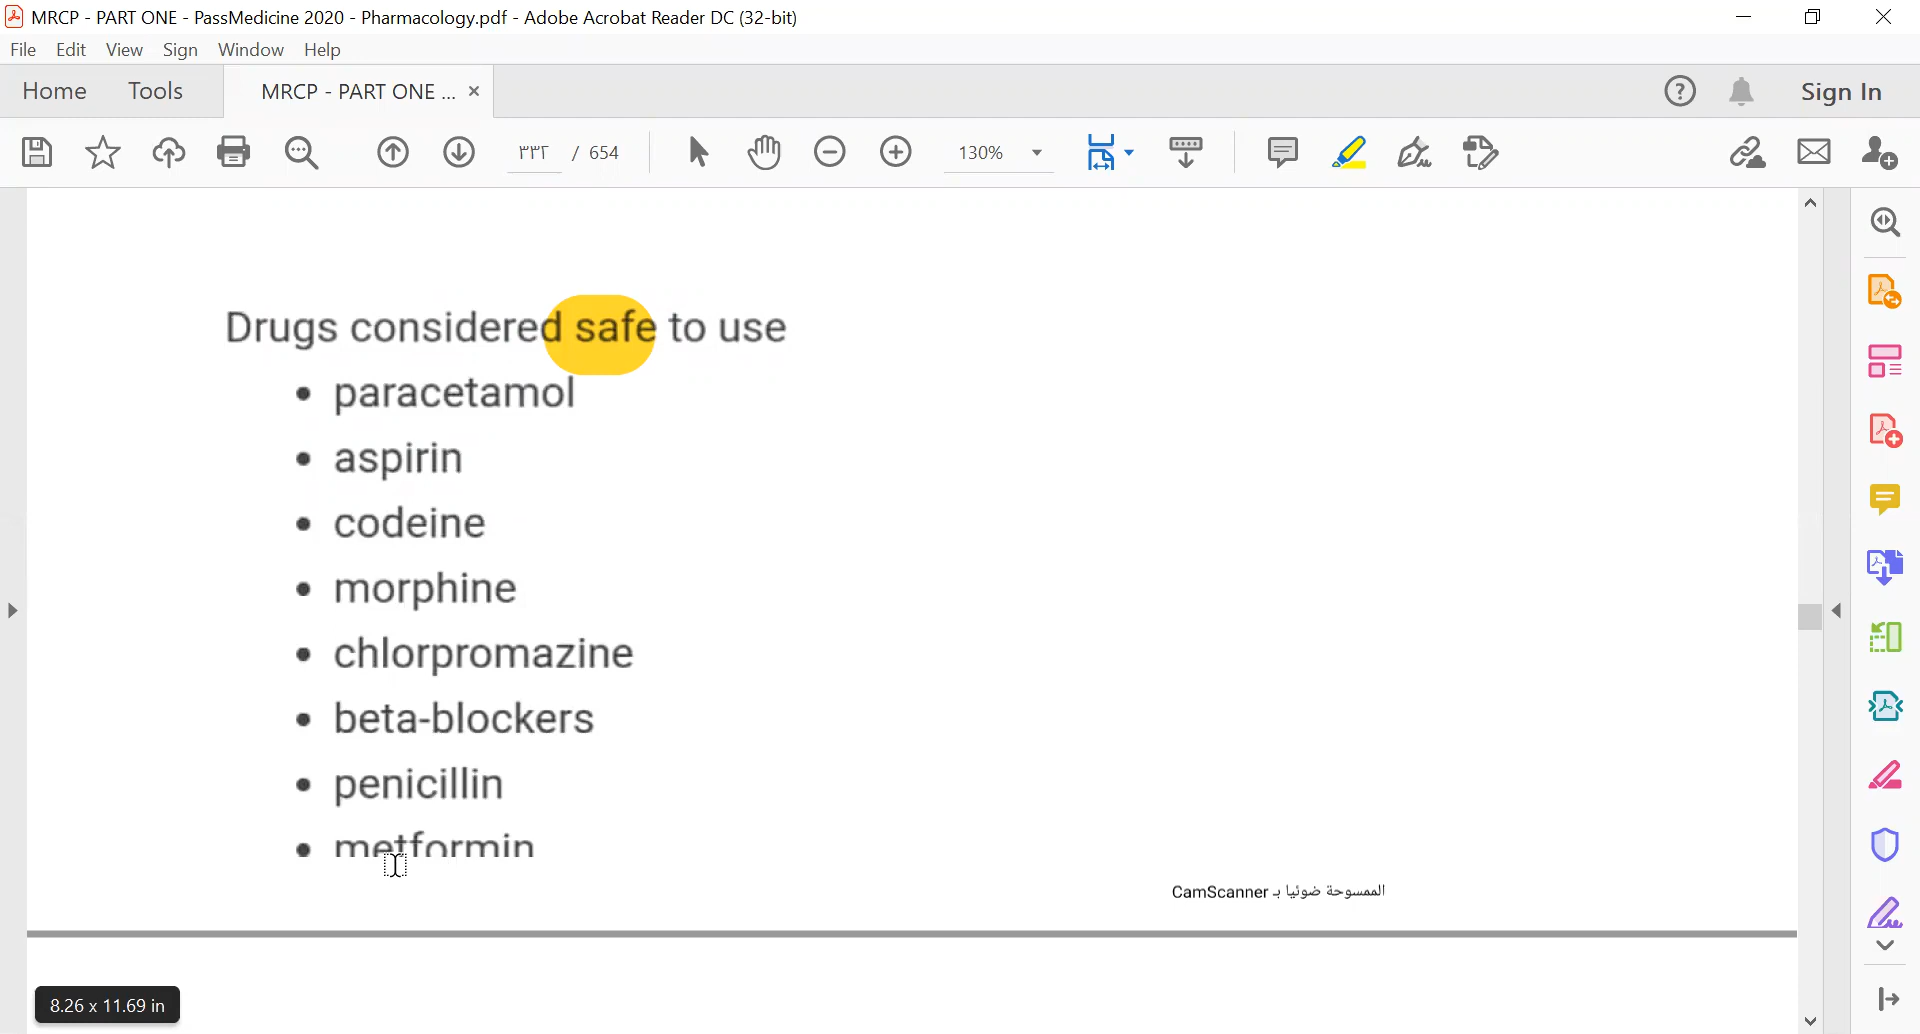 MRCP - PART ONE - PassMedicine 2020 - Pharmacology.pdf - Adobe Acrobat Reader DC (32-bit)
File Edit View Sign Window Help
Home Tools MRCP - PART ONE ... × Sign In
٣٣٢ / 654 130%
Drugs considered safe to use
• paracetamol
• aspirin
• codeine
• morphine
• chlorpromazine
• beta-blockers
• penicillin
• metformin
الممسوحة ضوئيا بـ CamScanner
8.26 x 11.69 in